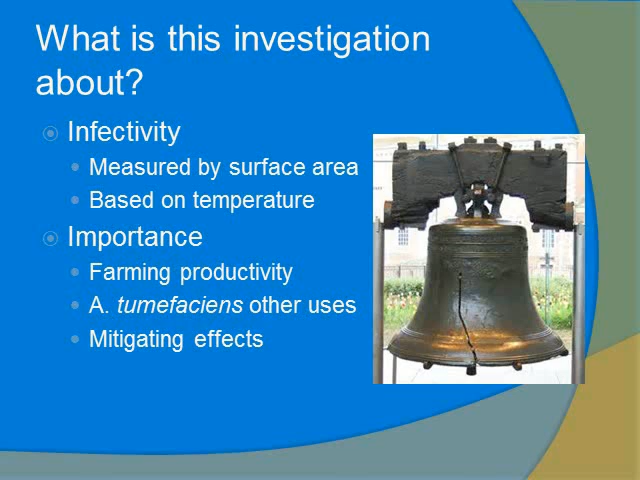 What is this investigation
about?
Infectivity
Measured by surface area
Based on temperature
Importance
Farming productivity
A. tumefaciens other uses
Mitigating effects